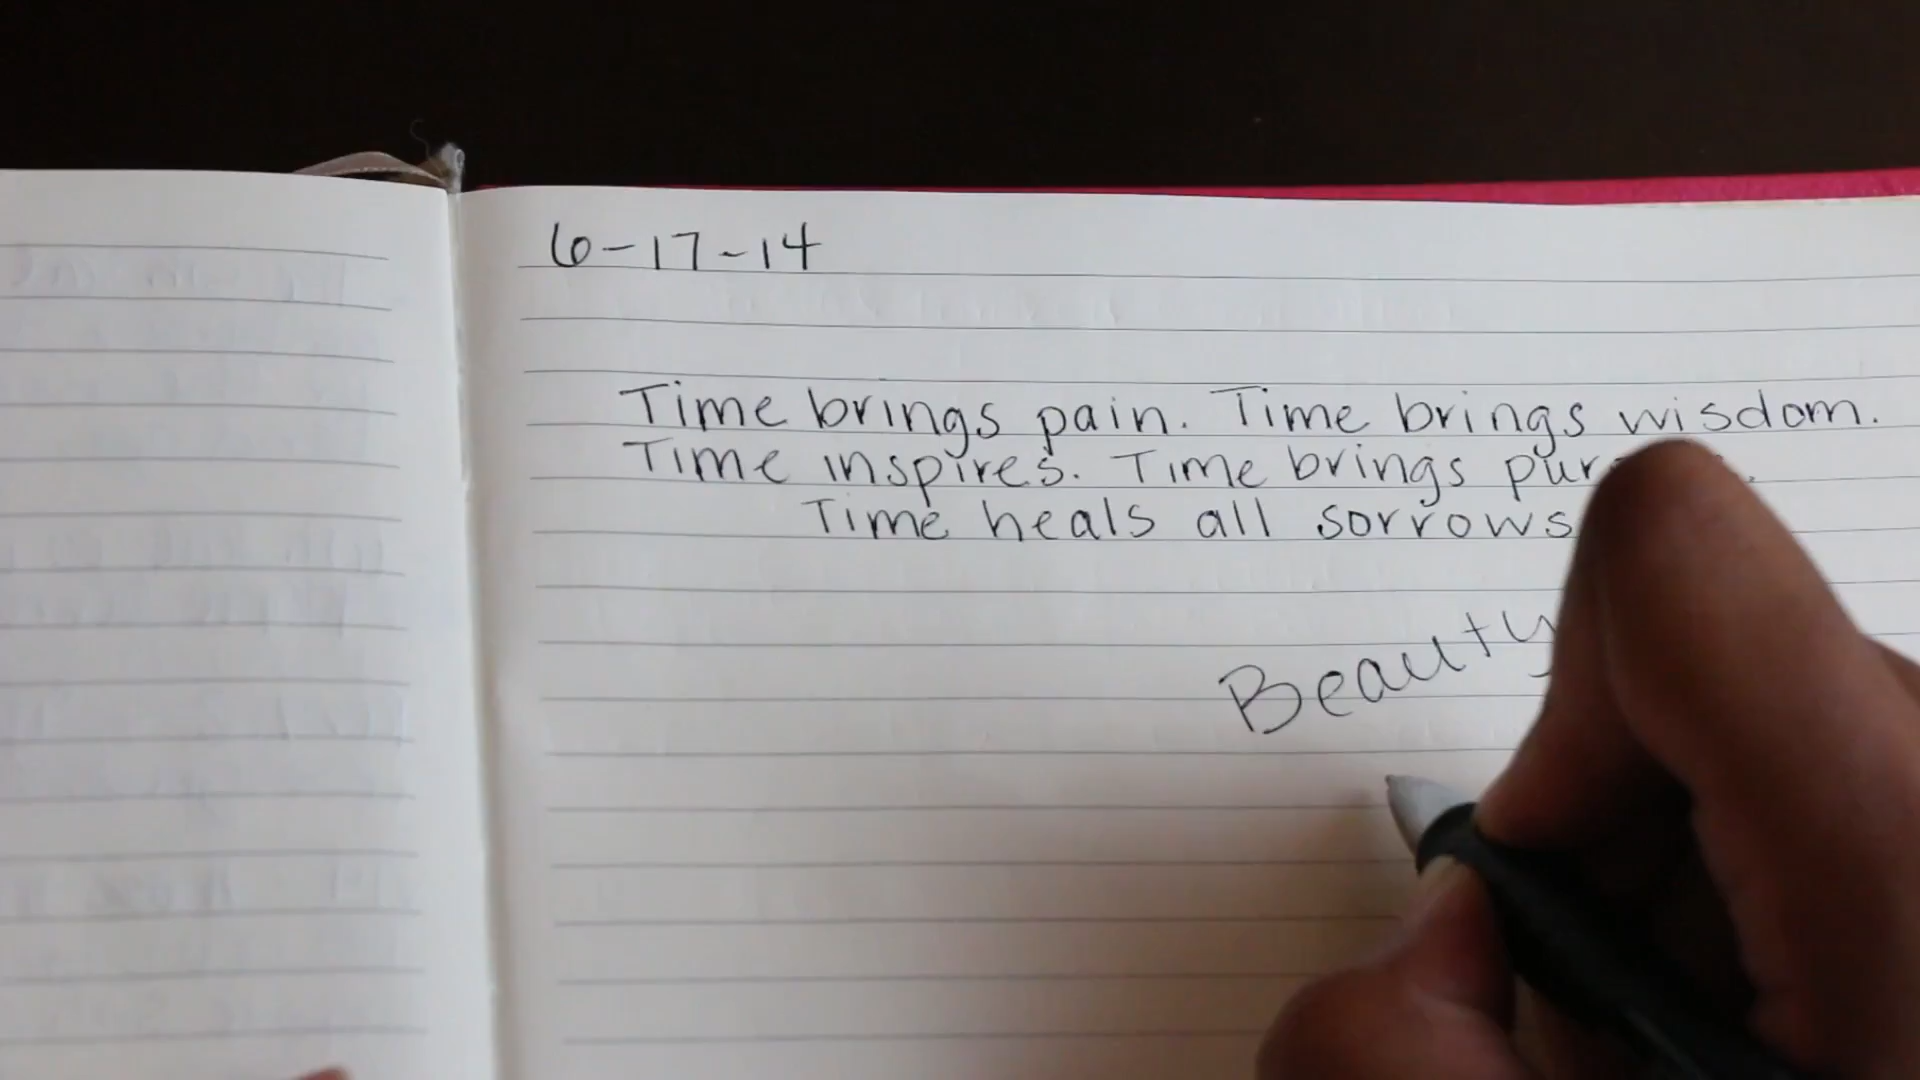 6-17-14
Time brings pain. Time brings wisdom.
Time inspires. Time brings
Time heals all sorrows
Beauty